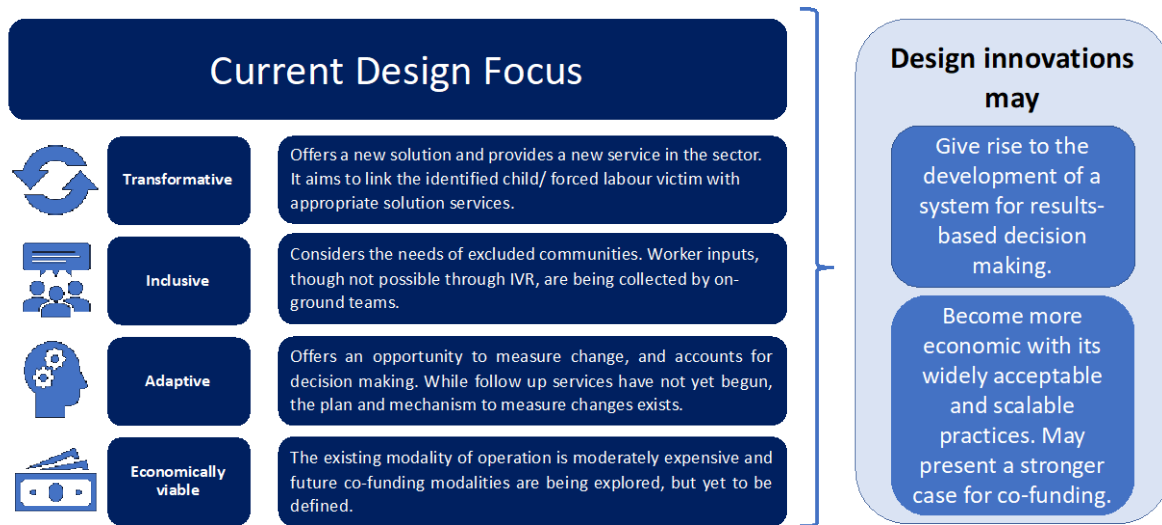 Current Design Focus
Transformative
Offers a new solution and provides a new service in the sector.
It aims to link the identified child/ forced labour victim with
appropriate solution services.
Inclusive
Considers the needs of excluded communities. Worker inputs,
though not possible through IVR, are being collected by on-
ground teams.
Adaptive
Offers an opportunity to measure change, and accounts for
decision making. While follow up services have not yet begun,
the plan and mechanism to measure changes exists.
Economically
viable
The existing modality of operation is moderately expensive and
future co-funding modalities are being explored, but yet to be
defined.
Design innovations
may
Give rise to the
development of a
system for results-
based decision
making.
Become more
economic with its
widely acceptable
and scalable
practices. May
present a stronger
case for co-funding.